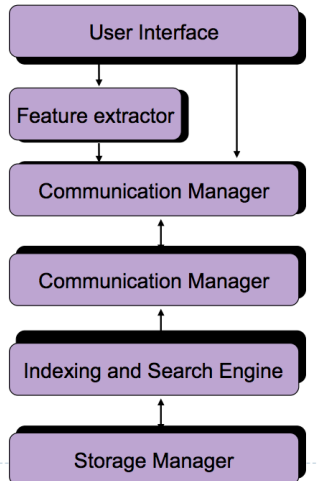 User Interface
Feature extractor
Communication Manager
Communication Manager
Indexing and Search Engine
Storage Manager